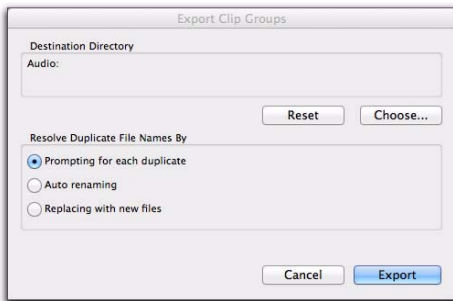 Export Clip Groups
Destination Directory
Audio:
Reset
Choose...
Resolve Duplicate File Names By
Prompting for each duplicate
Auto renaming
Replacing with new files
Cancel
Export